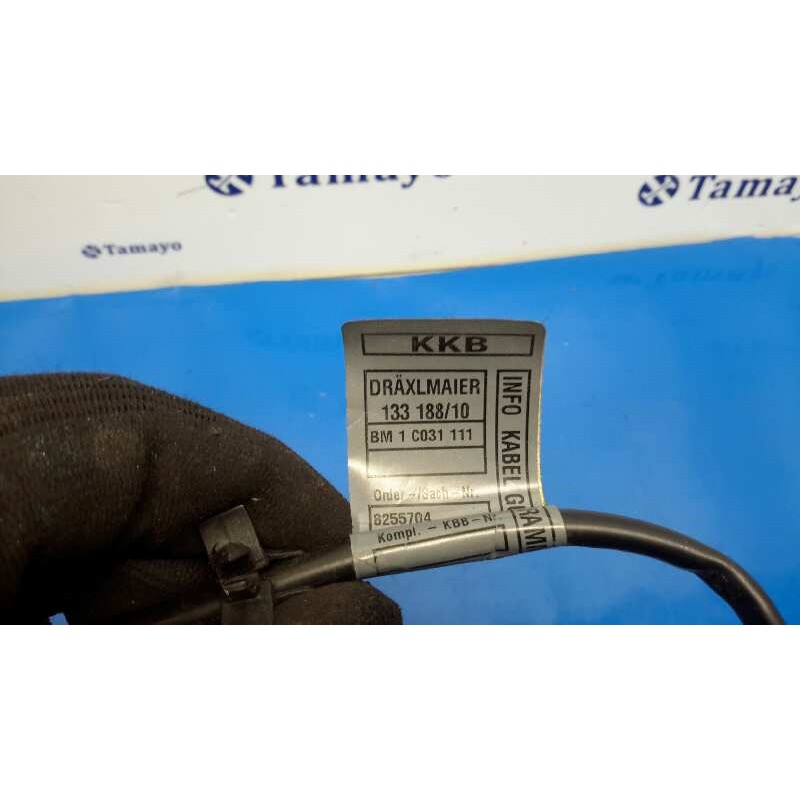 Tamayo
Tamayo
Tamayo
KKB
DRÄXLMAIER
133 188/10
BM 1 C031 111
Order-/Sach-Nr.
8255704
Kompl. - KBB-Nr.
INFO KABEL